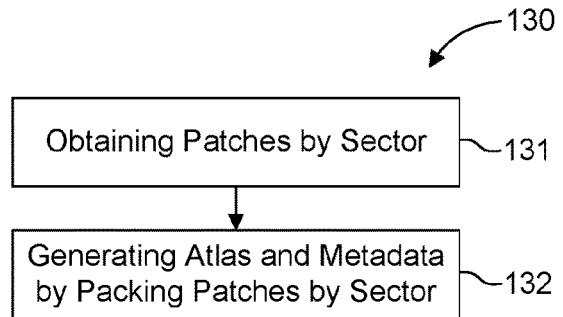 130
Obtaining Patches by Sector
131
Generating Atlas and Metadata
by Packing Patches by Sector
132